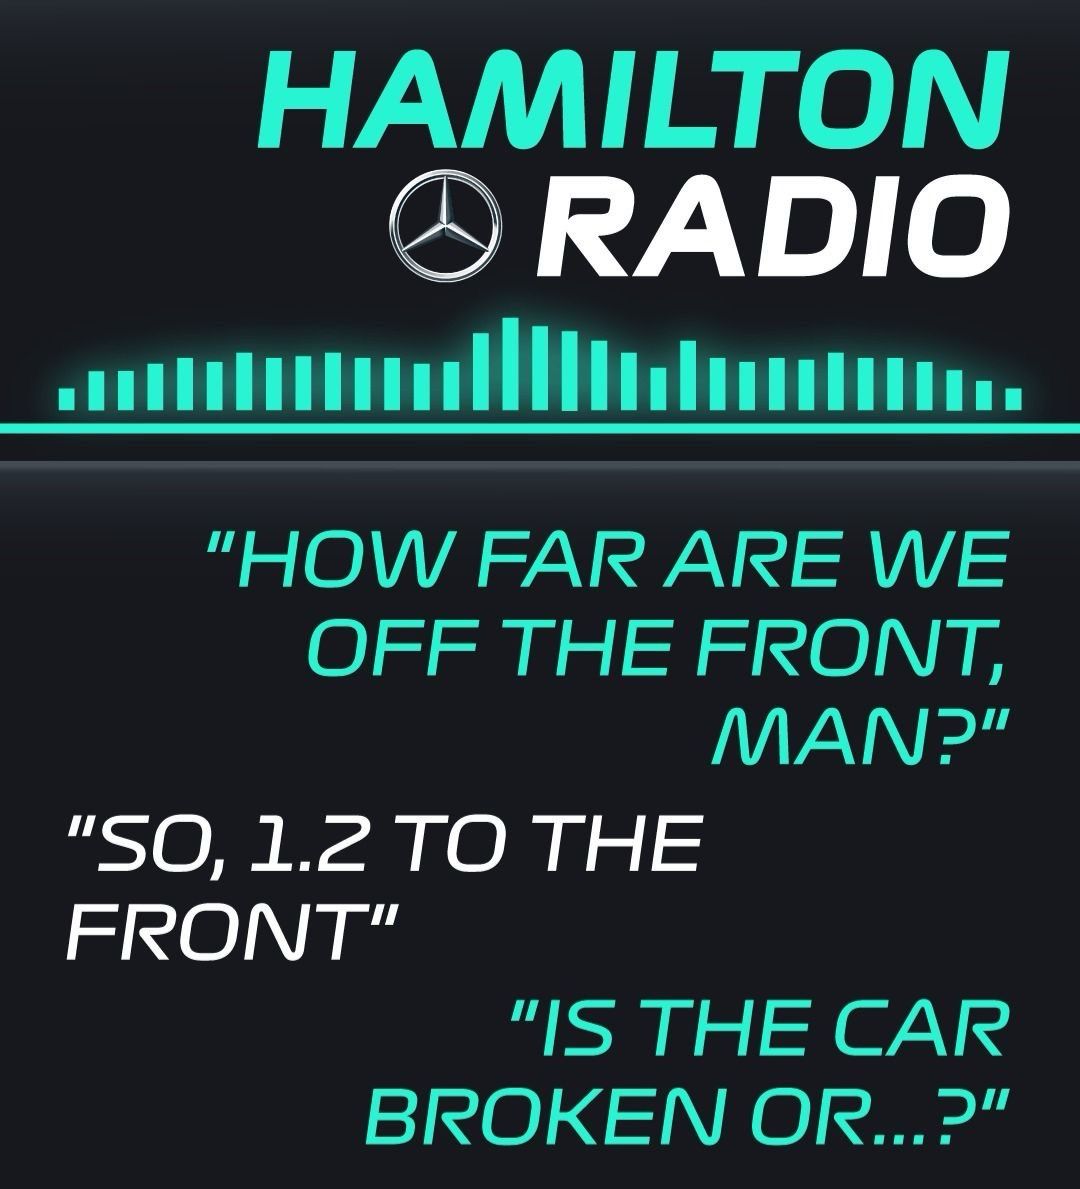 HAMILTON
RADIO
"HOW FAR ARE WE
OFF THE FRONT,
MAN?"
"SO, 1.2 TO THE
FRONT"
"IS THE CAR
BROKEN OR...?"